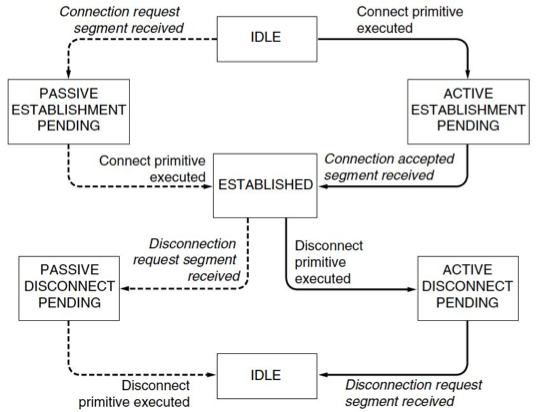 Connection request
segment received
IDLE
Connect primitive
executed
PASSIVE
ESTABLISHMENT
PENDING
ACTIVE
ESTABLISHMENT
PENDING
Connect primitive
executed
ESTABLISHED
Connection accepted
segment received
Disconnection
request segment
received
Disconnect
primitive
executed
PASSIVE
DISCONNECT
PENDING
ACTIVE
DISCONNECT
PENDING
Disconnect
primitive executed
IDLE
Disconnection request
segment received